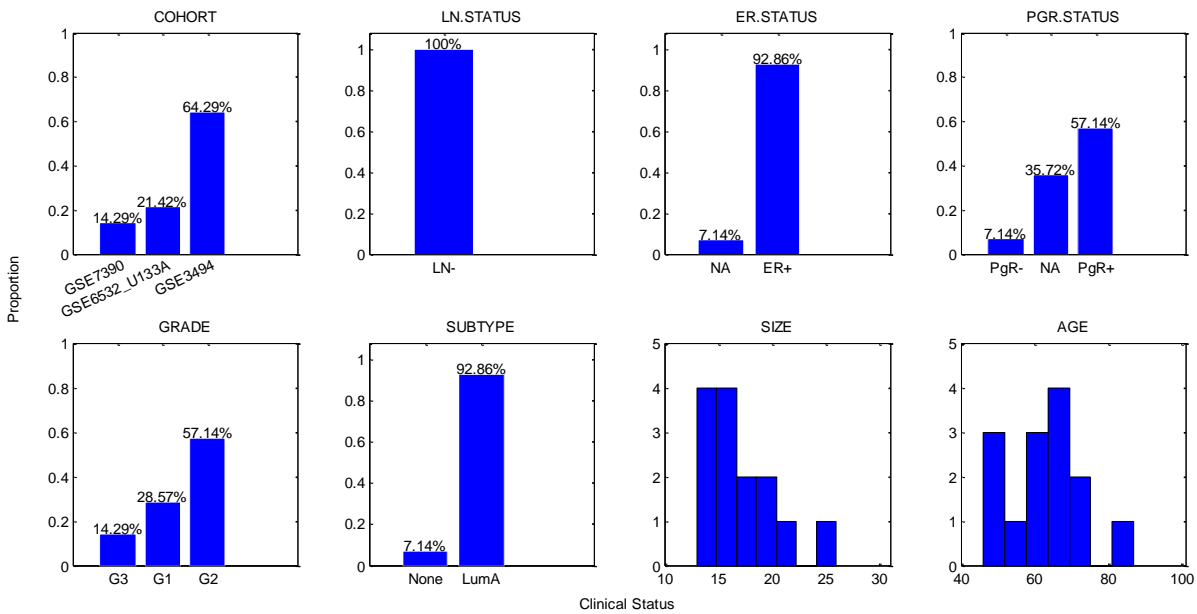 COHORT
1
0.8
0.6
0.4
0.2
0
14.29%
21.42%
64.29%
GSE7390
GSE6532_U133A
GSE3494
LN.STATUS
1
0.8
0.6
0.4
0.2
0
100%
LN-
ER.STATUS
1
0.8
0.6
0.4
0.2
0
7.14%
92.86%
NA
ER+
PGR.STATUS
1
0.8
0.6
0.4
0.2
0
7.14%
35.72%
57.14%
PgR-
NA
PgR+
Proportion
GRADE
1
0.8
0.6
0.4
0.2
0
14.29%
28.57%
57.14%
G3
G1
G2
SUBTYPE
1
0.8
0.6
0.4
0.2
0
7.14%
92.86%
None
LumA
SIZE
5
4
3
2
1
0
10
15
20
25
30
AGE
5
4
3
2
1
0
40
60
80
100
Clinical Status